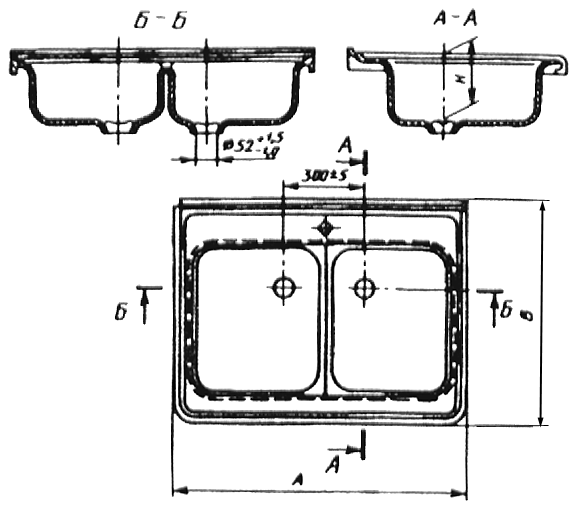 Б – Б
А – А
н
⌀52 +1,5 -1,0
А
300±5
Б
Б
В
А
А